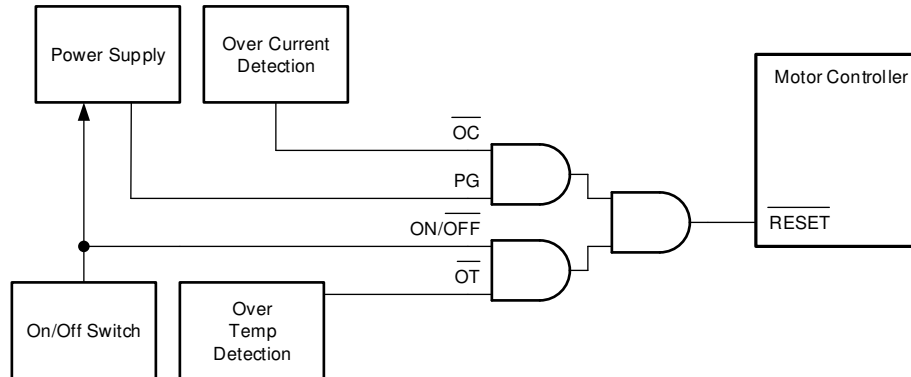 Power Supply
Over Current
Detection
Motor Controller
OC
PG
ON/OFF
RESET
OT
On/Off Switch
Over
Temp
Detection